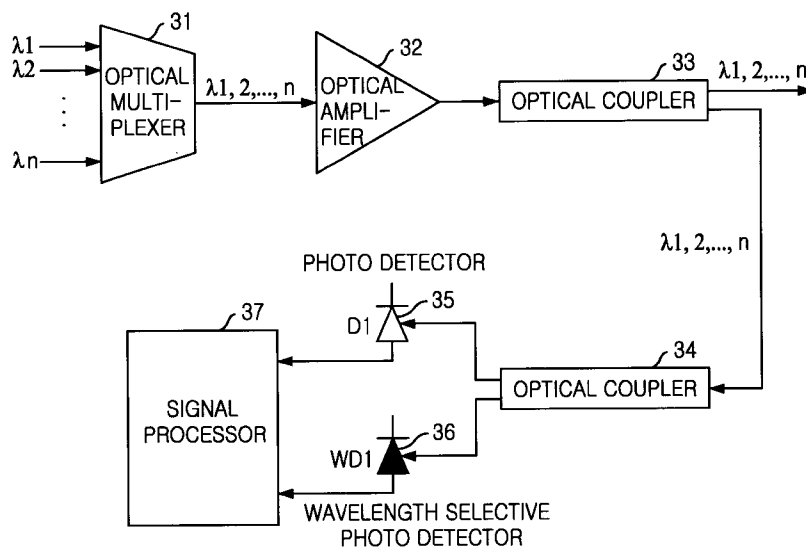 31
λ1
λ2
λn
OPTICAL
MULTI-
PLEXER
λ1, 2,..., n
32
OPTICAL
AMPLI-
FIER
33
OPTICAL COUPLER
λ1, 2,..., n
λ1, 2,..., n
PHOTO DETECTOR
35
D1
34
OPTICAL COUPLER
37
SIGNAL
PROCESSOR
36
WD1
WAVELENGTH SELECTIVE
PHOTO DETECTOR